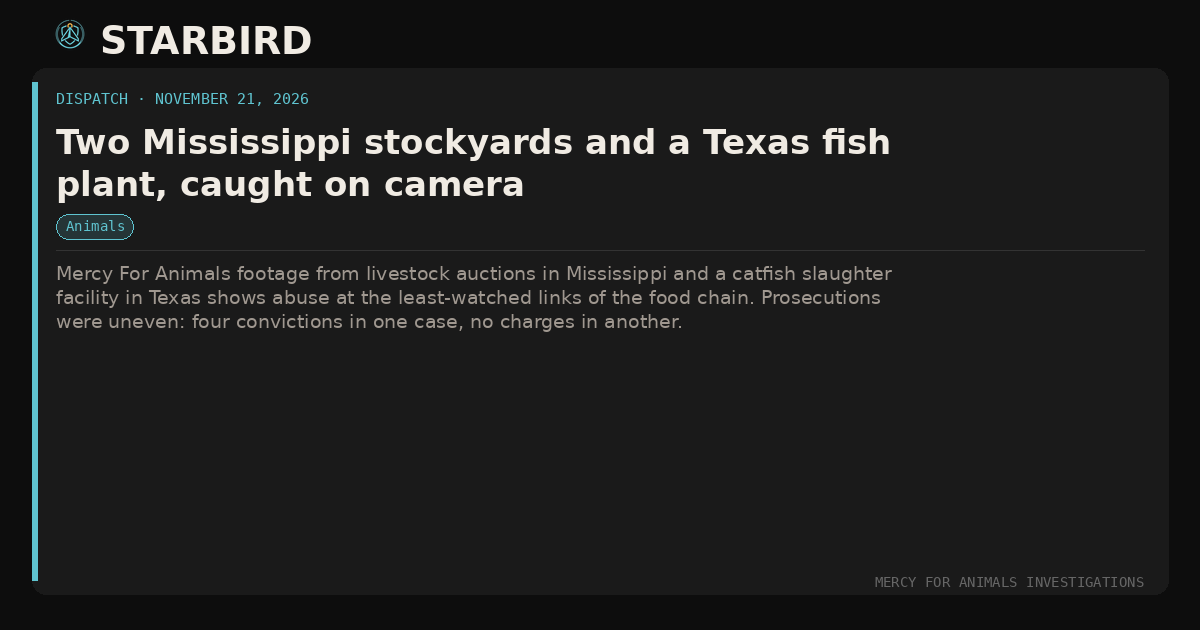 STARBIRD
DISPATCH · NOVEMBER 21, 2026
Two Mississippi stockyards and a Texas fish
plant, caught on camera
Animals
Mercy For Animals footage from livestock auctions in Mississippi and a catfish slaughter
facility in Texas shows abuse at the least-watched links of the food chain. Prosecutions
were uneven: four convictions in one case, no charges in another.
MERCY FOR ANIMALS INVESTIGATIONS